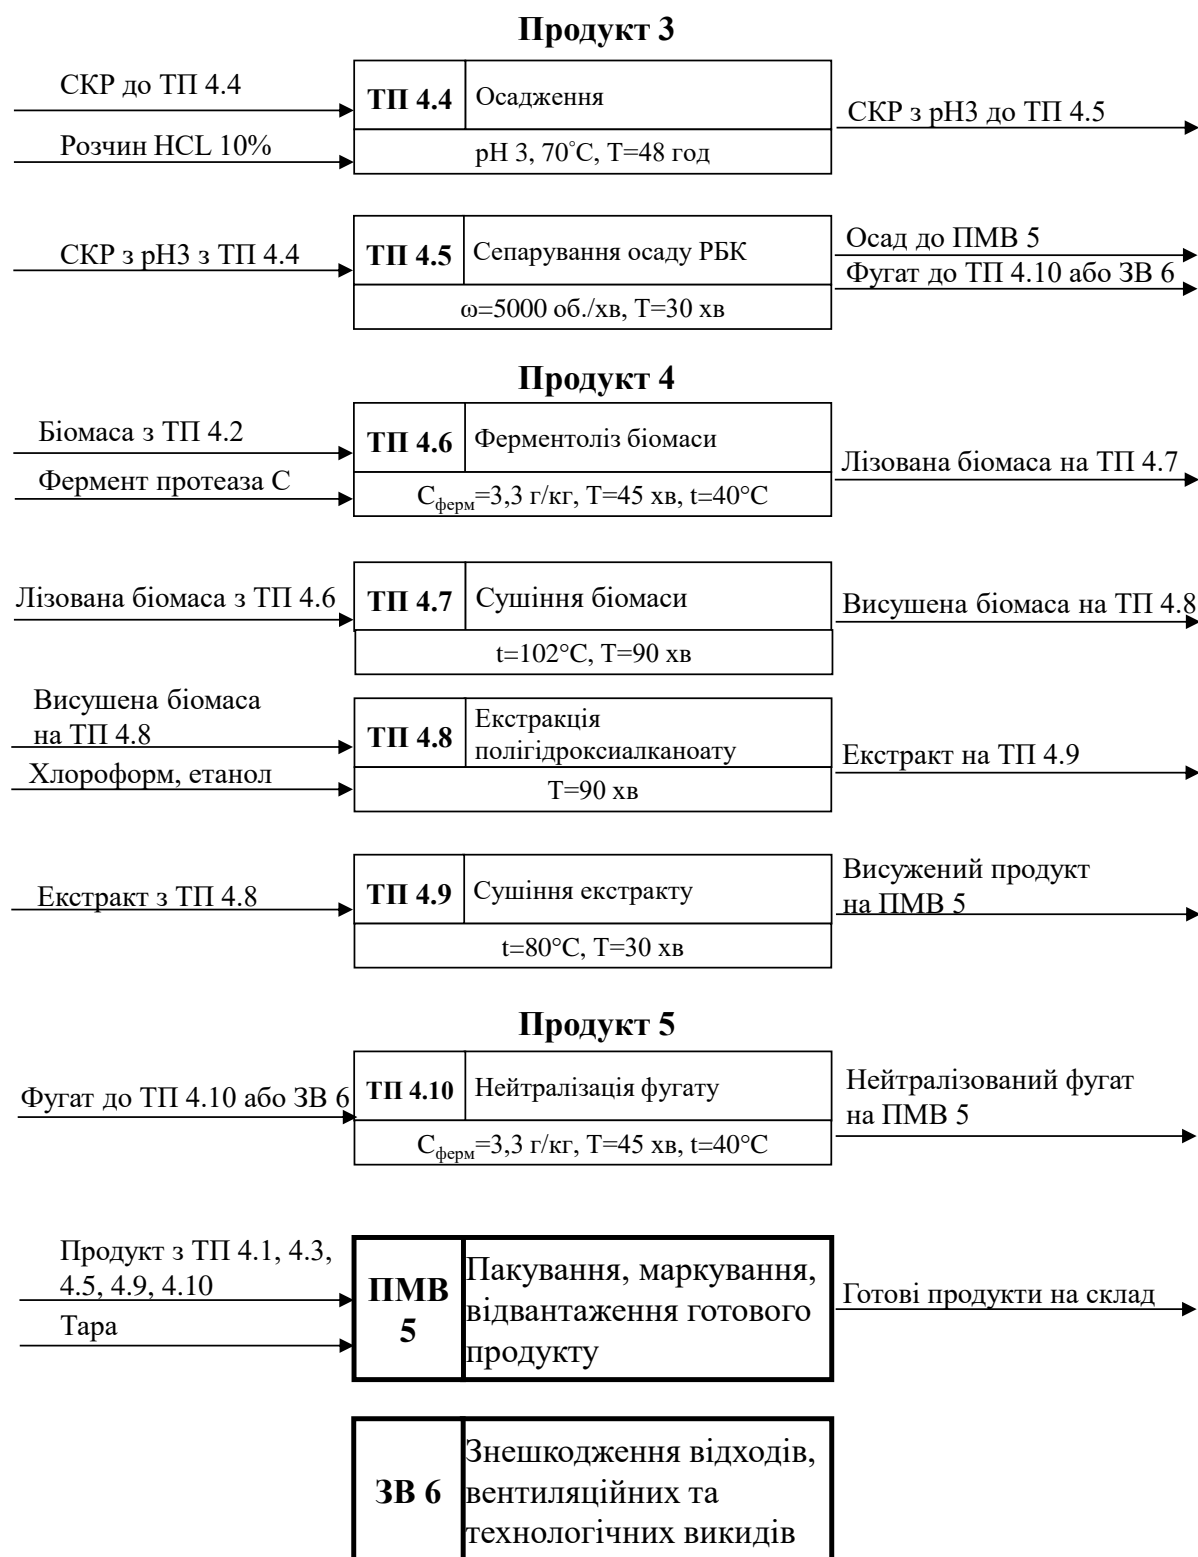 Продукт 3
СКР до ТП 4.4
Розчин HCL 10%
ТП 4.4
Осадження
pH 3, 70°C, T=48 год
СКР з pH3 до ТП 4.5
СКР з pH3 з ТП 4.4
ТП 4.5
Сепарування осаду РБК
ω=5000 об./хв, T=30 хв
Осад до ПМВ 5
Фугат до ТП 4.10 або ЗВ 6
Продукт 4
Біомаса з ТП 4.2
Фермент протеаза С
ТП 4.6
Ферментоліз біомаси
Сферм=3,3 г/кг, T=45 хв, t=40°C
Лізована біомаса на ТП 4.7
Лізована біомаса з ТП 4.6
ТП 4.7
Сушіння біомаси
t=102°C, T=90 хв
Висушена біомаса на ТП 4.8
Висушена біомаса
на ТП 4.8
Хлороформ, етанол
ТП 4.8
Екстракція
полігідроксиалканоату
T=90 хв
Екстракт на ТП 4.9
Екстракт з ТП 4.8
ТП 4.9
Сушіння екстракту
t=80°C, T=30 хв
Висужений продукт
на ПМВ 5
Продукт 5
Фугат до ТП 4.10 або ЗВ 6
ТП 4.10
Нейтралізація фугату
Сферм=3,3 г/кг, T=45 хв, t=40°C
Нейтралізований фугат
на ПМВ 5
Продукт з ТП 4.1, 4.3,
4.5, 4.9, 4.10
Тара
ПМВ
5
Пакування, маркування,
відвантаження готового
продукту
Готові продукти на склад
ЗВ 6
Знешкодження відходів,
вентиляційних та
технологічних викидів